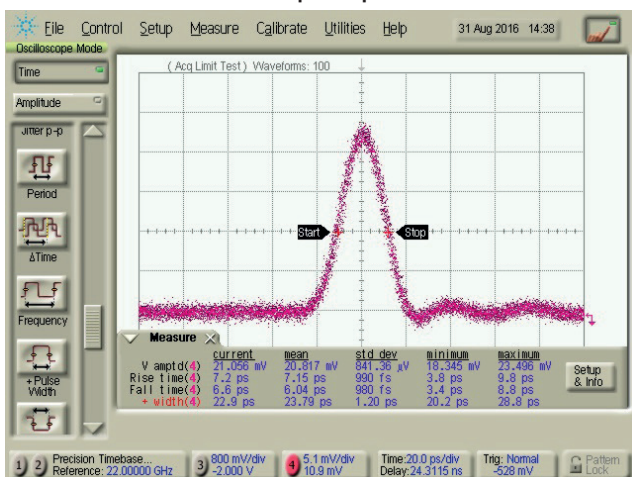 File Control Setup Measure Calibrate Utilities Help 31 Aug 2016 14:38
Oscilloscope Mode
Time
Amplitude
Jitter p-p
Period
ΔTime
Frequency
+ Pulse
Width
( Acq Limit Test ) Waveforms: 100
Start Stop
Measure
current mean std dev minimum maximum
V amptd(4) 21.056 mV 20.817 mV 841.36 µV 18.345 mV 23.496 mV
Rise time(4) 7.2 ps 7.15 ps 990 fs 3.8 ps 9.8 ps
Fall time(4) 6.6 ps 6.04 ps 980 fs 3.4 ps 8.8 ps
+ width(4) 22.9 ps 23.79 ps 1.20 ps 20.2 ps 28.8 ps
Setup
& Info
1 2 Precision Timebase...
Reference: 22.00000 GHz
3 800 mV/div
-2.000 V
4 5.1 mV/div
10.9 mV
Time:20.0 ps/div
Delay:24.3115 ns
Trig: Normal
-528 mV
Pattern
Lock